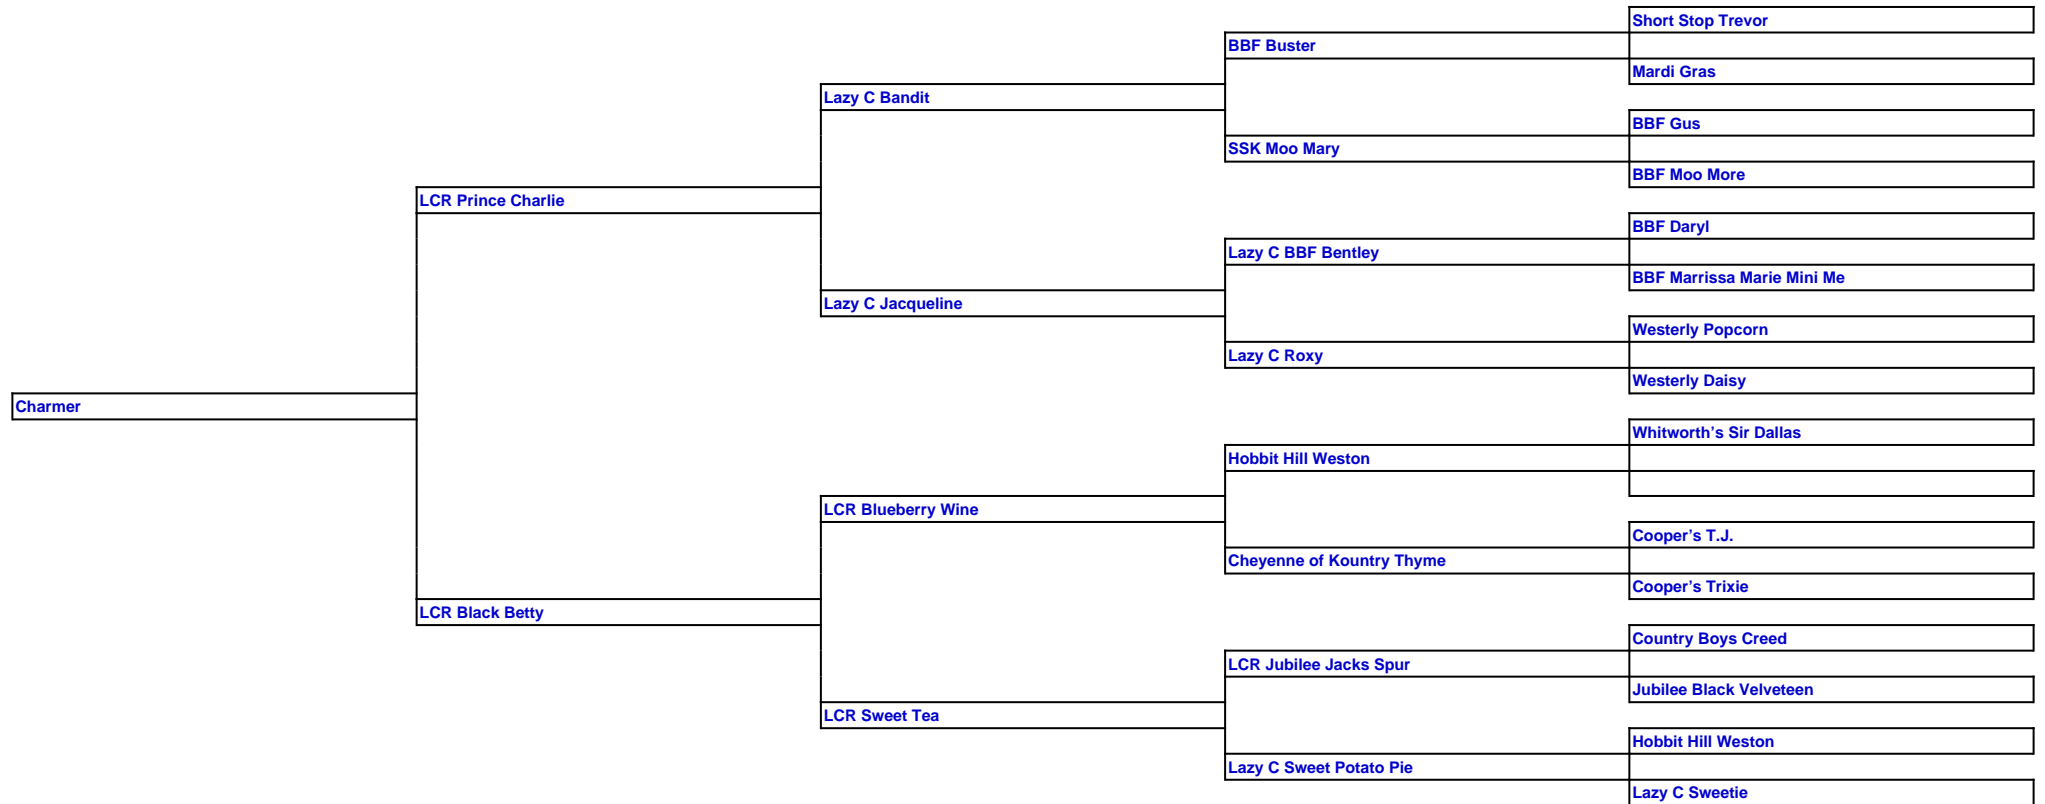 Short Stop Trevor
BBF Buster
Mardi Gras
Lazy C Bandit
BBF Gus
SSK Moo Mary
BBF Moo More
LCR Prince Charlie
BBF Daryl
Lazy C BBF Bentley
BBF Marrissa Marie Mini Me
Lazy C Jacqueline
Westerly Popcorn
Lazy C Roxy
Westerly Daisy
Charmer
Whitworth’s Sir Dallas
Hobbit Hill Weston
LCR Blueberry Wine
Cooper’s T.J.
Cheyenne of Kountry Thyme
Cooper’s Trixie
LCR Black Betty
Country Boys Creed
LCR Jubilee Jacks Spur
Jubilee Black Velveteen
LCR Sweet Tea
Hobbit Hill Weston
Lazy C Sweet Potato Pie
Lazy C Sweetie